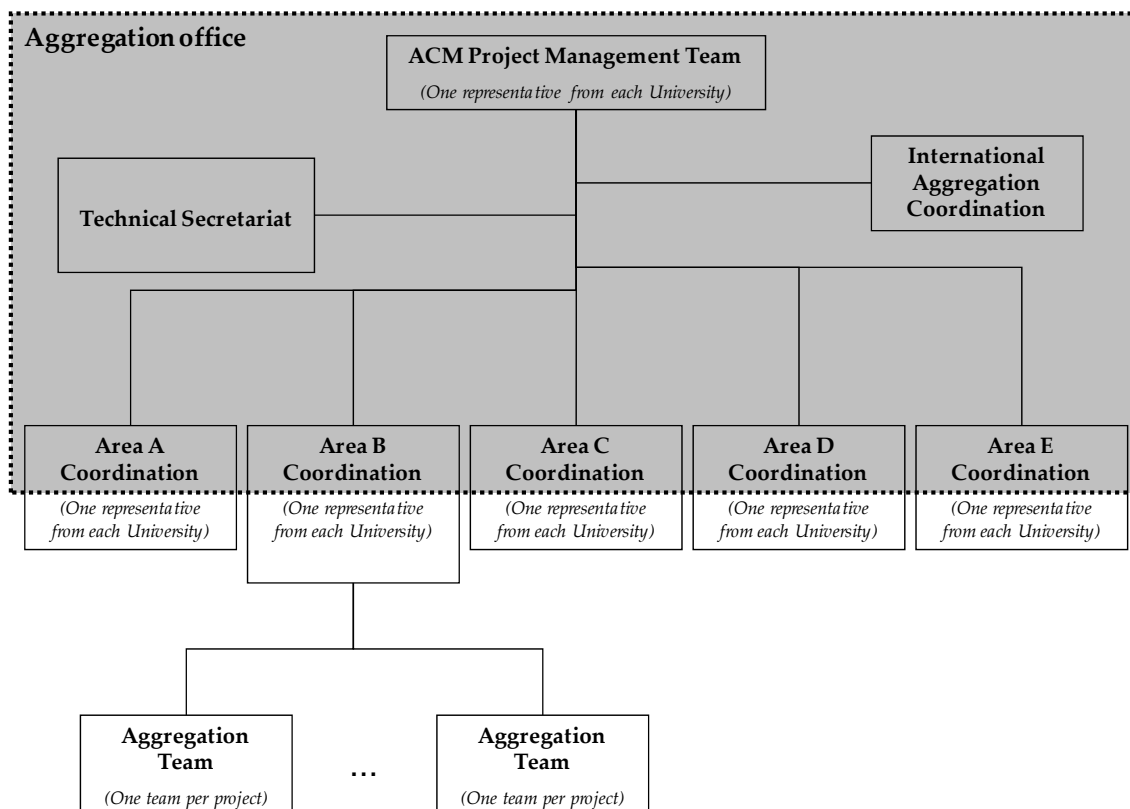 Aggregation office
ACM Project Management Team
(One representative from each University)
International
Aggregation
Coordination
Technical Secretariat
Area A
Coordination
(One representative
from each University)
Area B
Coordination
(One representative
from each University)
Area C
Coordination
(One representative
from each University)
Area D
Coordination
(One representative
from each University)
Area E
Coordination
(One representative
from each University)
Aggregation
Team
(One team per project)
...
Aggregation
Team
(One team per project)